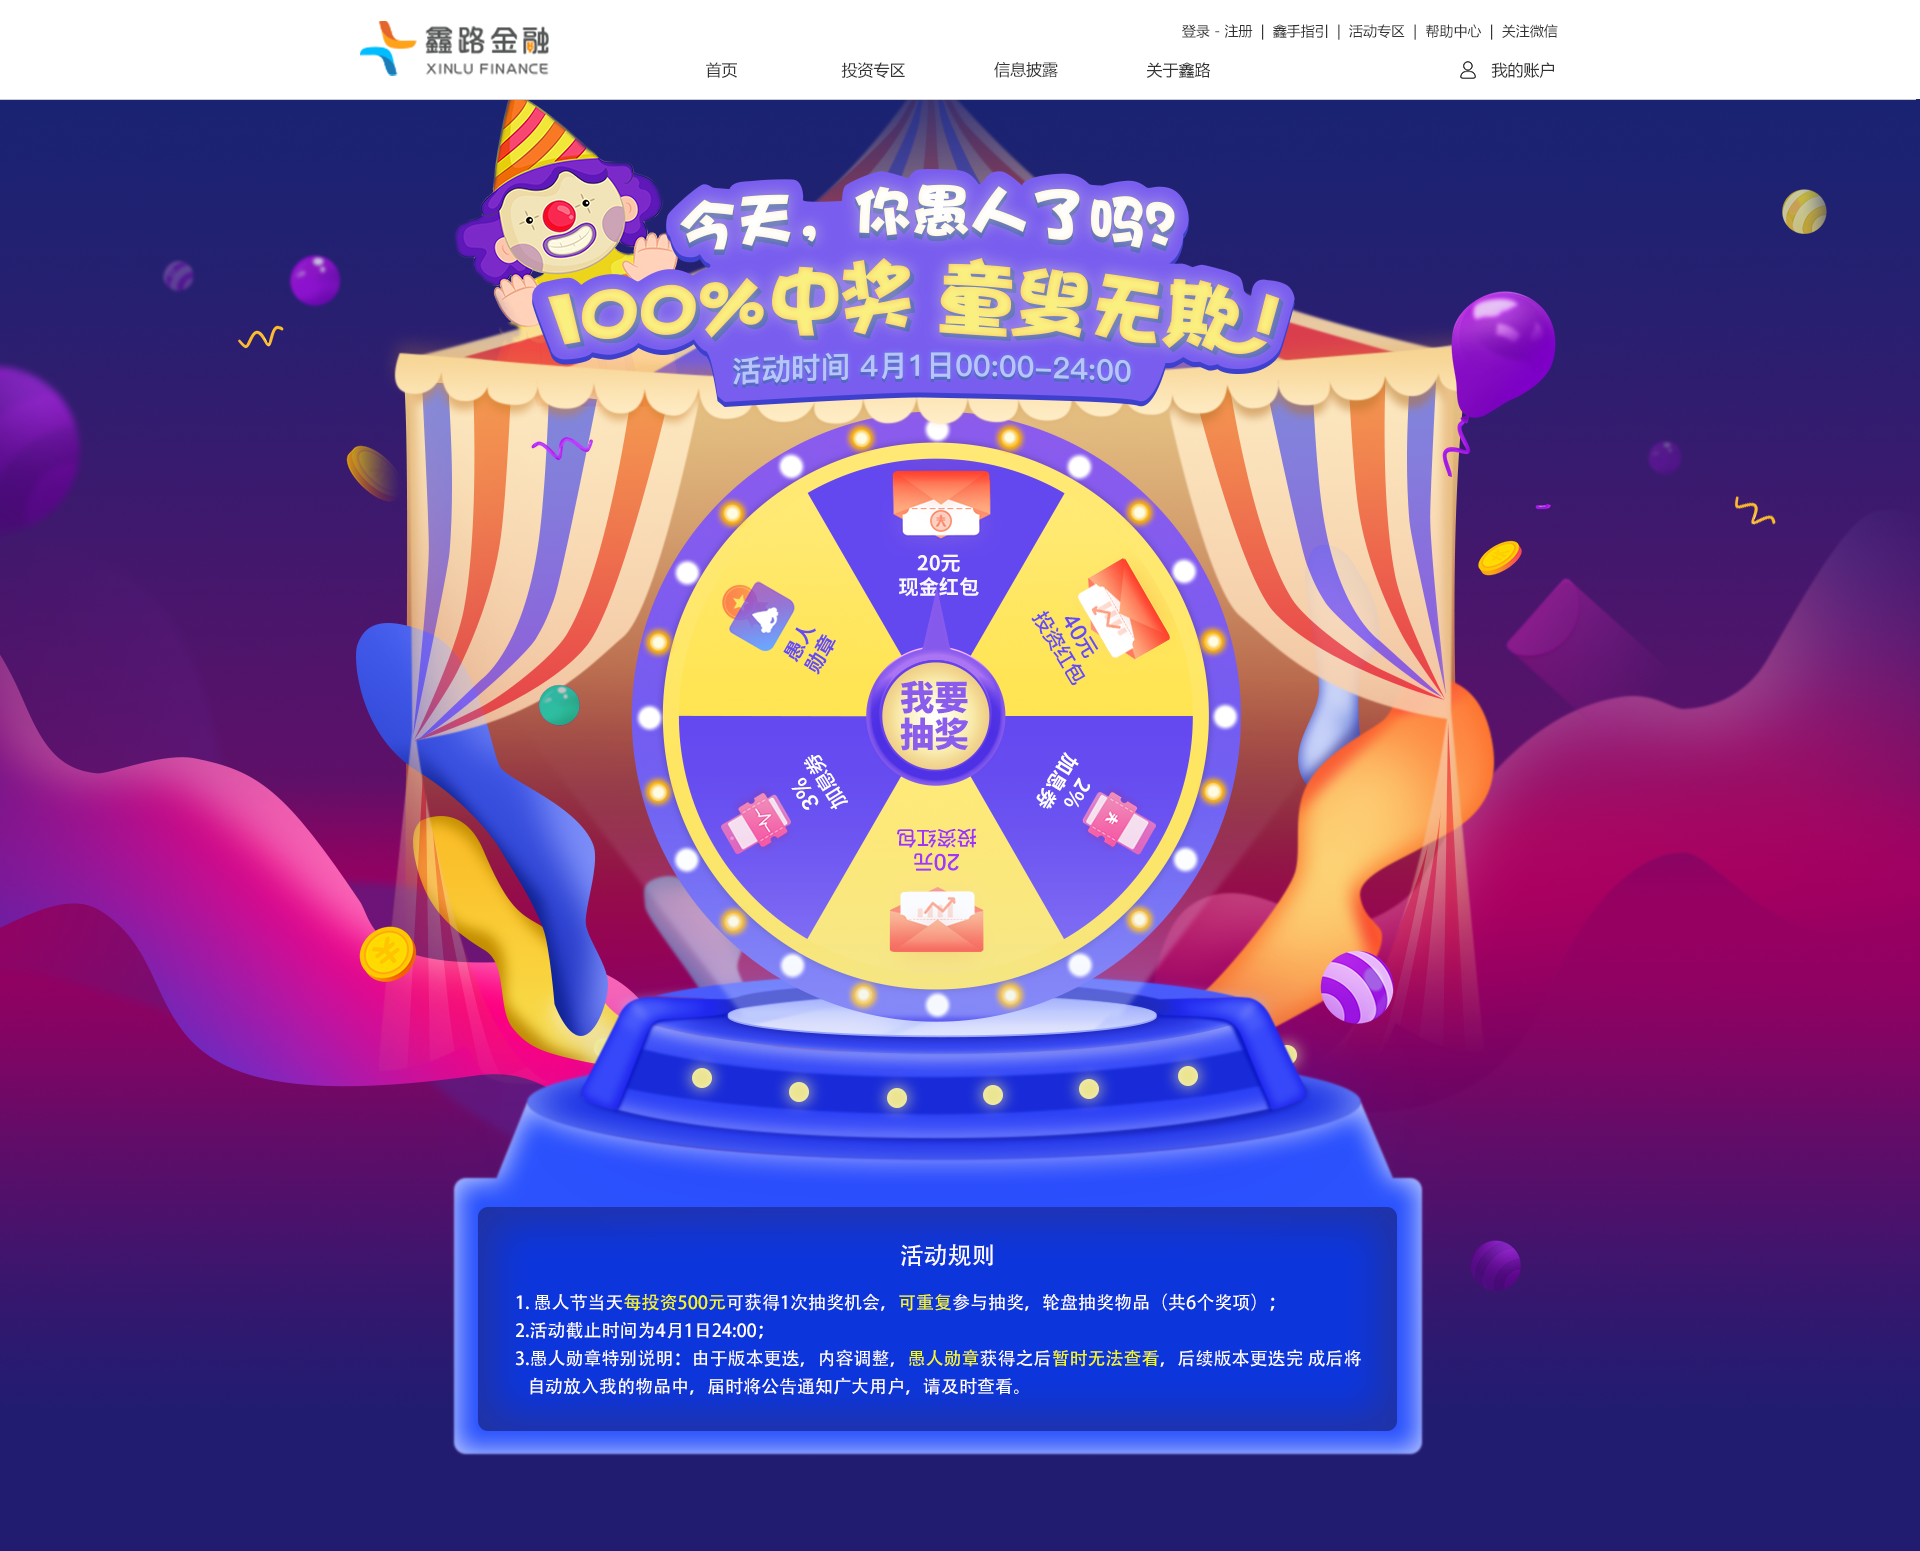 鑫路金融
XINLU FINANCE
登录 - 注册 | 鑫手指引 | 活动专区 | 帮助中心 | 关注微信
首页 投资专区 信息披露 关于鑫路 我的账户
今天，你愚人了吗?
100%中奖 童叟无欺!
活动时间 4月1日00:00-24:00
20元
现金红包
40元
投资红包
2%
加息券
20元
投资红包
3%
加息券
愚人
勋章
我要
抽奖
活动规则
1. 愚人节当天每投资500元可获得1次抽奖机会，可重复参与抽奖，轮盘抽奖物品（共6个奖项）；
2.活动截止时间为4月1日24:00；
3.愚人勋章特别说明：由于版本更迭，内容调整，愚人勋章获得之后暂时无法查看，后续版本更迭完 成后将
自动放入我的物品中，届时将公告通知广大用户，请及时查看。